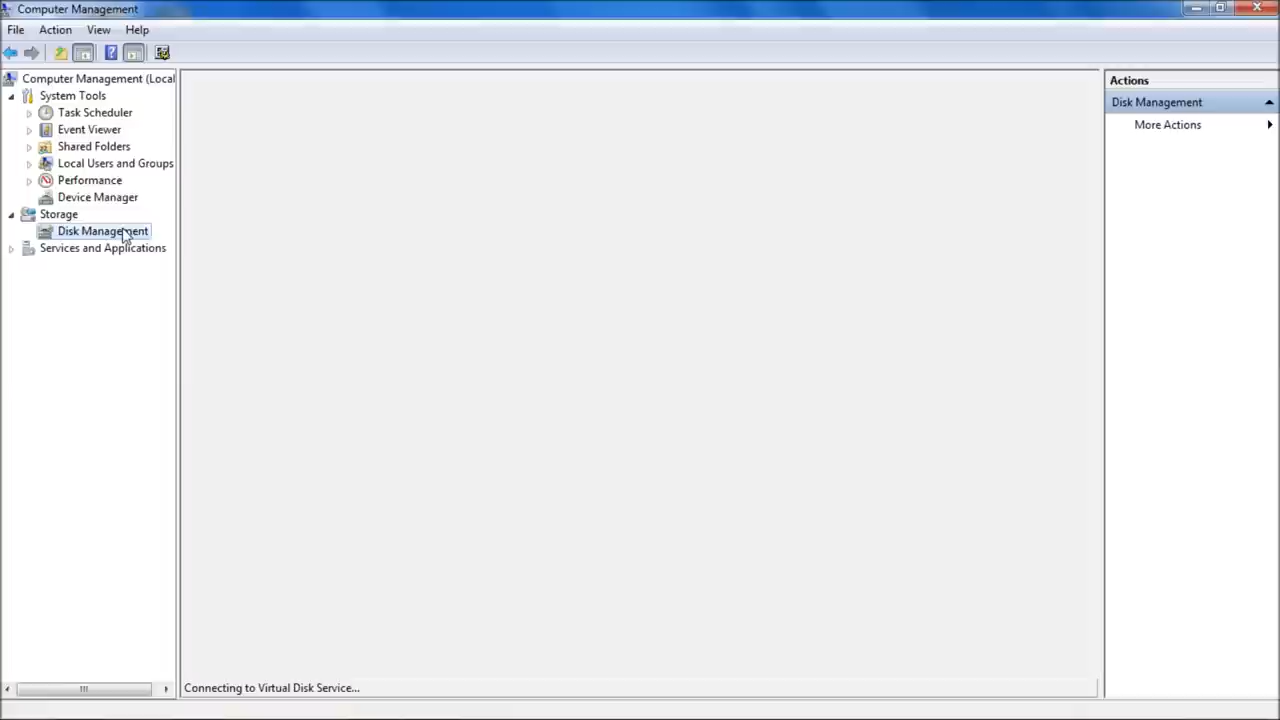 Computer Management
File Action View Help
Computer Management (Local
System Tools
Task Scheduler
Event Viewer
Shared Folders
Local Users and Groups
Performance
Device Manager
Storage
Disk Management
Services and Applications
Connecting to Virtual Disk Service...
Actions
Disk Management
More Actions